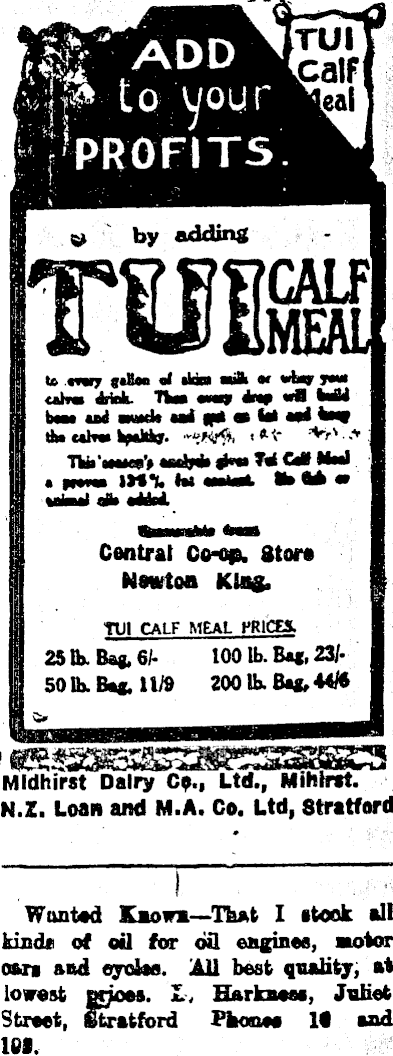 ADD
to your
PROFITS.
TUI
Calf
Meal
by adding
TUI CALF
MEAL
to every gallon of skim milk or whey your
calves drink. Then every drop will build
bone and muscle and put on fat and keep
the calves healthy.
This season's analysis gives Tui Calf Meal
a proven fat content. No fish or
animal oils added.
from
Central Co-op. Store
Newton King.
TUI CALF MEAL PRICES.
25 lb. Bag, 6/- 100 lb. Bag, 23/-
50 lb. Bag, 11/9 200 lb. Bag, 44/6
Midhirst Dairy Co., Ltd., Mihirst.
N.Z. Loan and M.A. Co. Ltd, Stratford
Wanted Known—That I stock all
kinds of oil for oil engines, motor
cars and cycles. All best quality, at
lowest prices. Harkness, Juliet
Street, Stratford Phones and